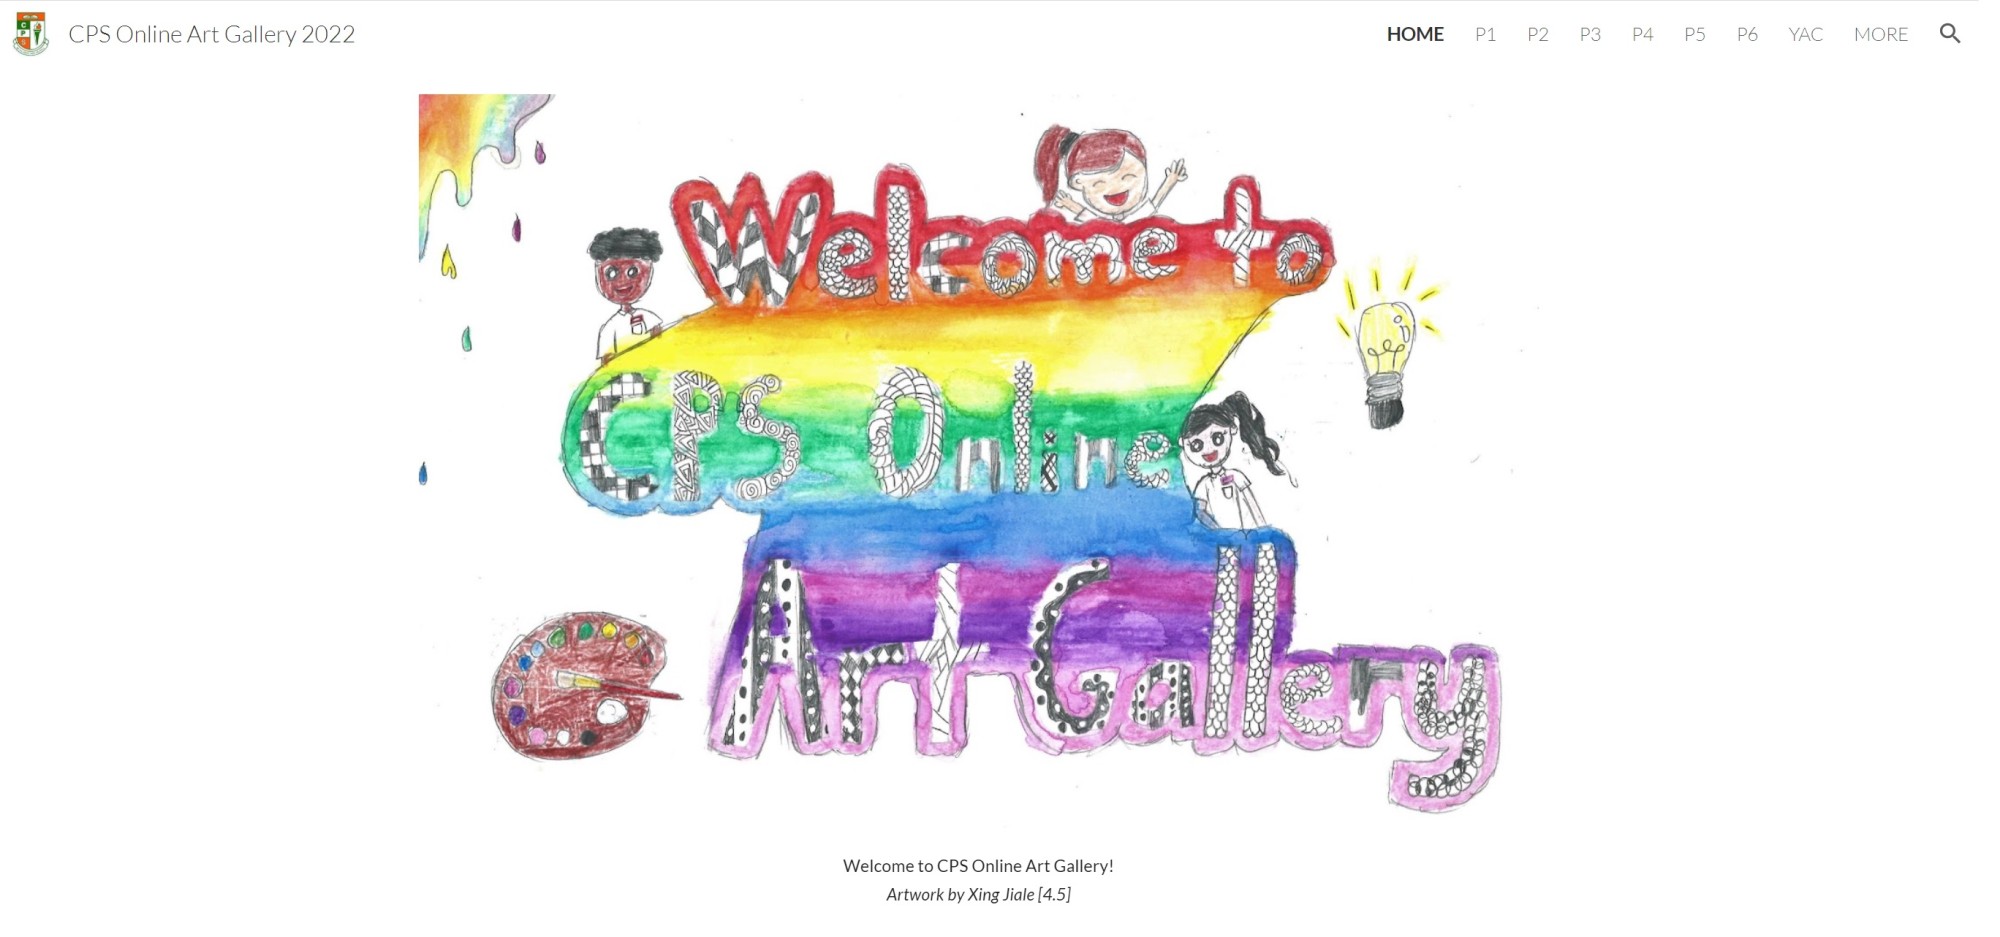 CPS Online Art Gallery 2022
HOME P1 P2 P3 P4 P5 P6 YAC MORE
Welcome to
CPS Online
Art Gallery
Welcome to CPS Online Art Gallery!
Artwork by Xing Jiale [4.5]